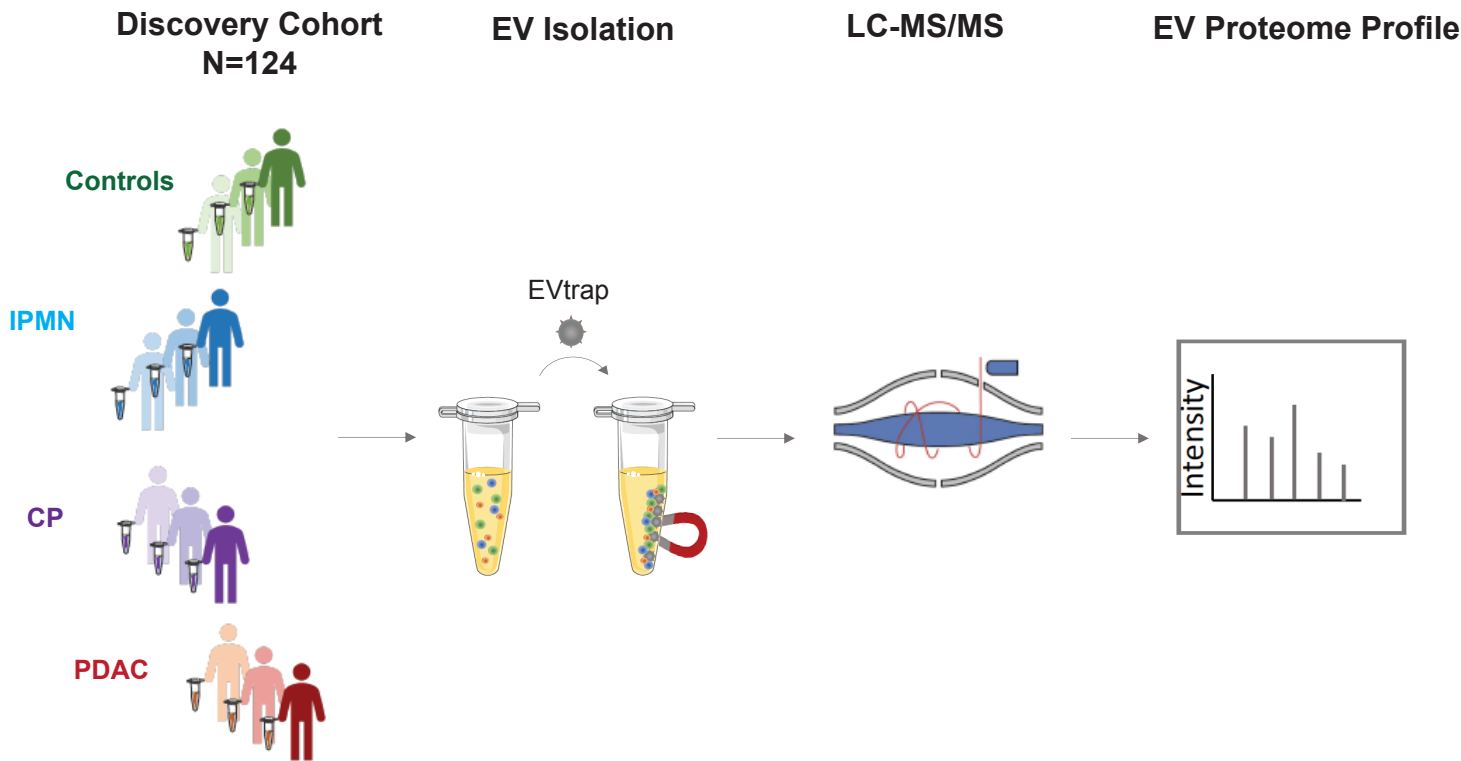 Discovery Cohort
N=124
EV Isolation
LC-MS/MS
EV Proteome Profile
Controls
IPMN
CP
PDAC
EVtrap
Intensity